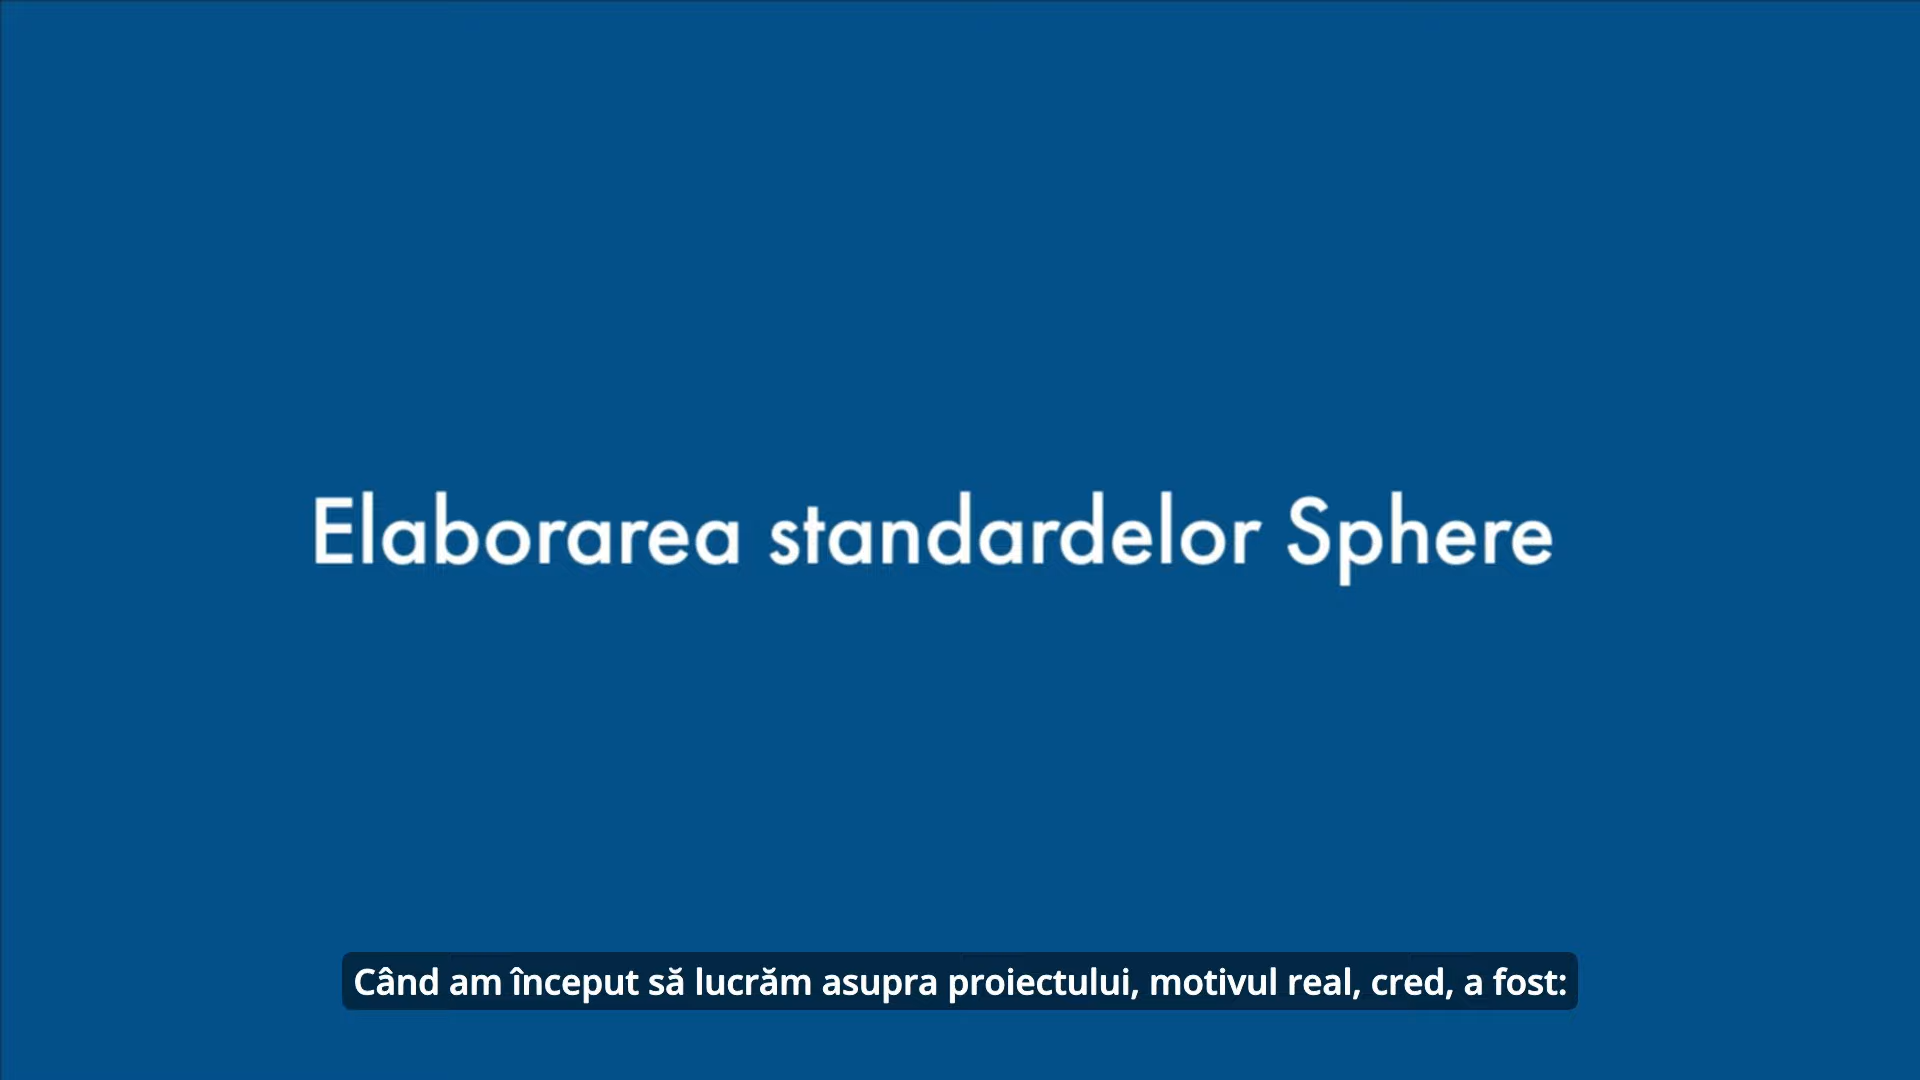 Elaborarea standardelor Sphere
Când am început să lucrăm asupra proiectului, motivul real, cred, a fost: